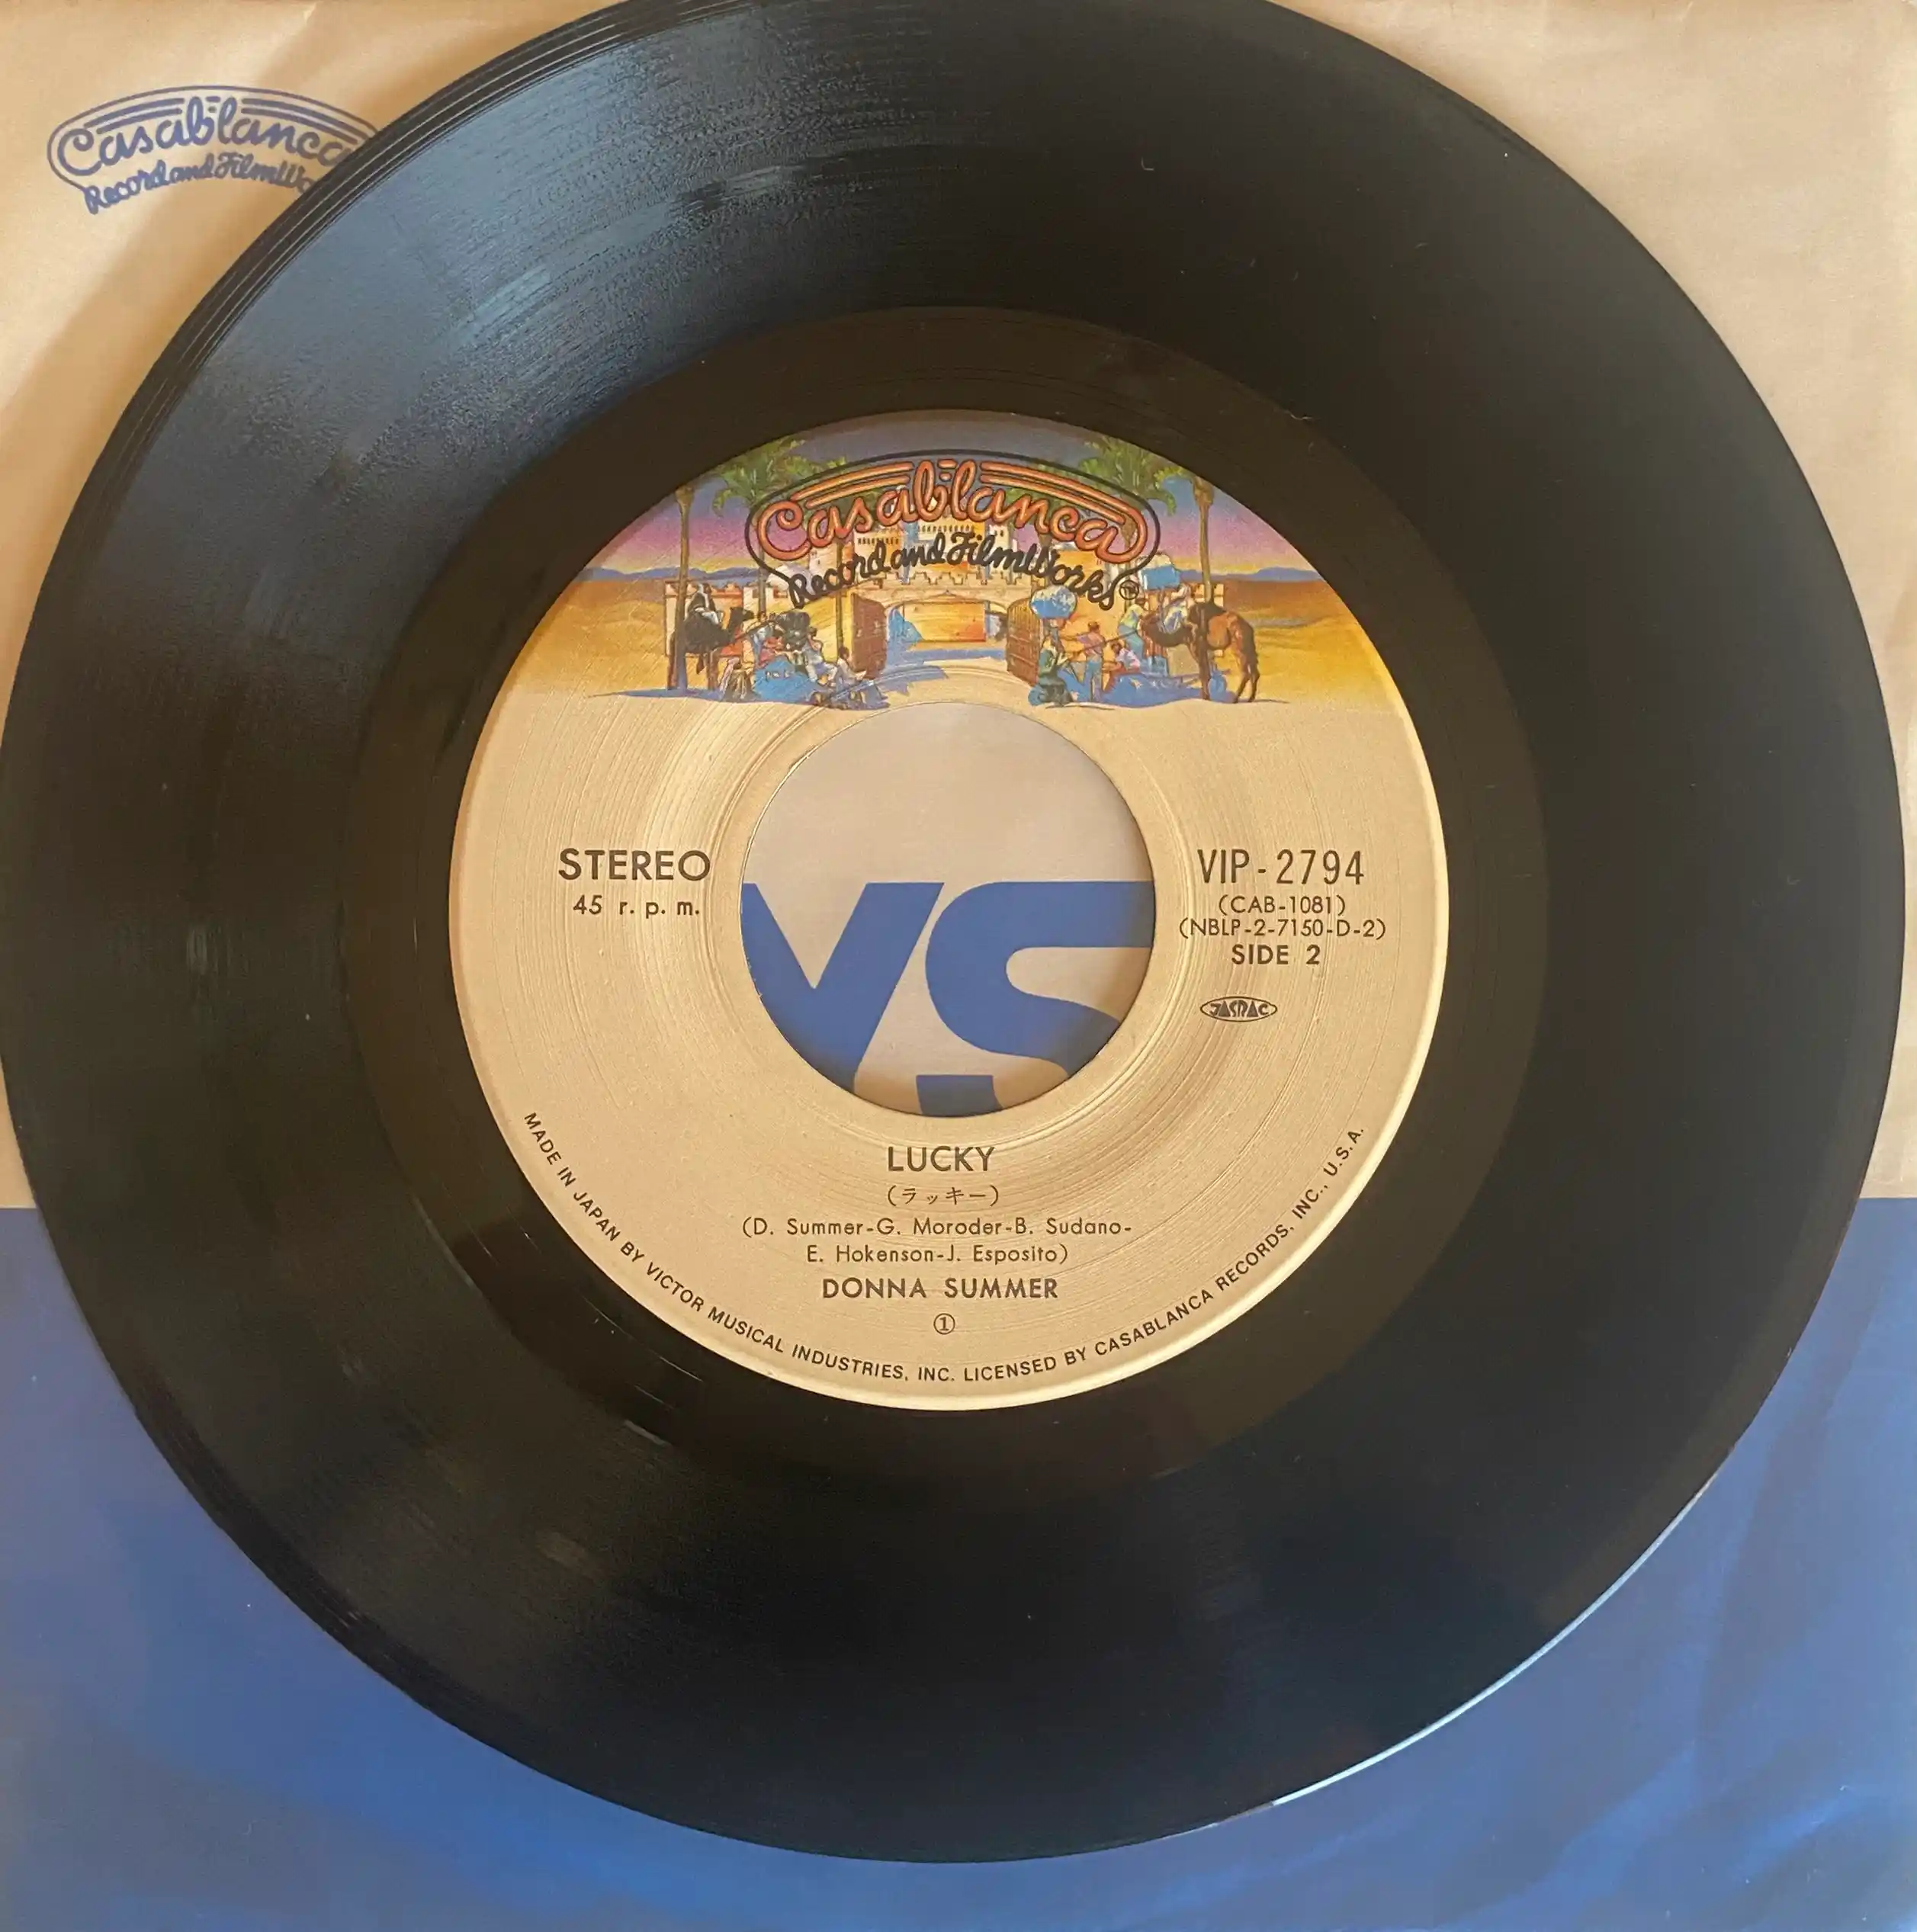 Casablanca
Record and Film
Casablanca
Record and FilmWorks
TM
STEREO
45 r. p. m.
VIP-2794
(CAB-1081)
(NBLP-2-7150-D-2)
SIDE 2
JASRAC
VS
LUCKY
(ラッキー)
(D. Summer-G. Moroder-B. Sudano-
E. Hokenson-J. Esposito)
DONNA SUMMER
①
MADE IN JAPAN BY VICTOR MUSICAL INDUSTRIES, INC. LICENSED BY CASABLANCA RECORDS, INC., U.S.A.